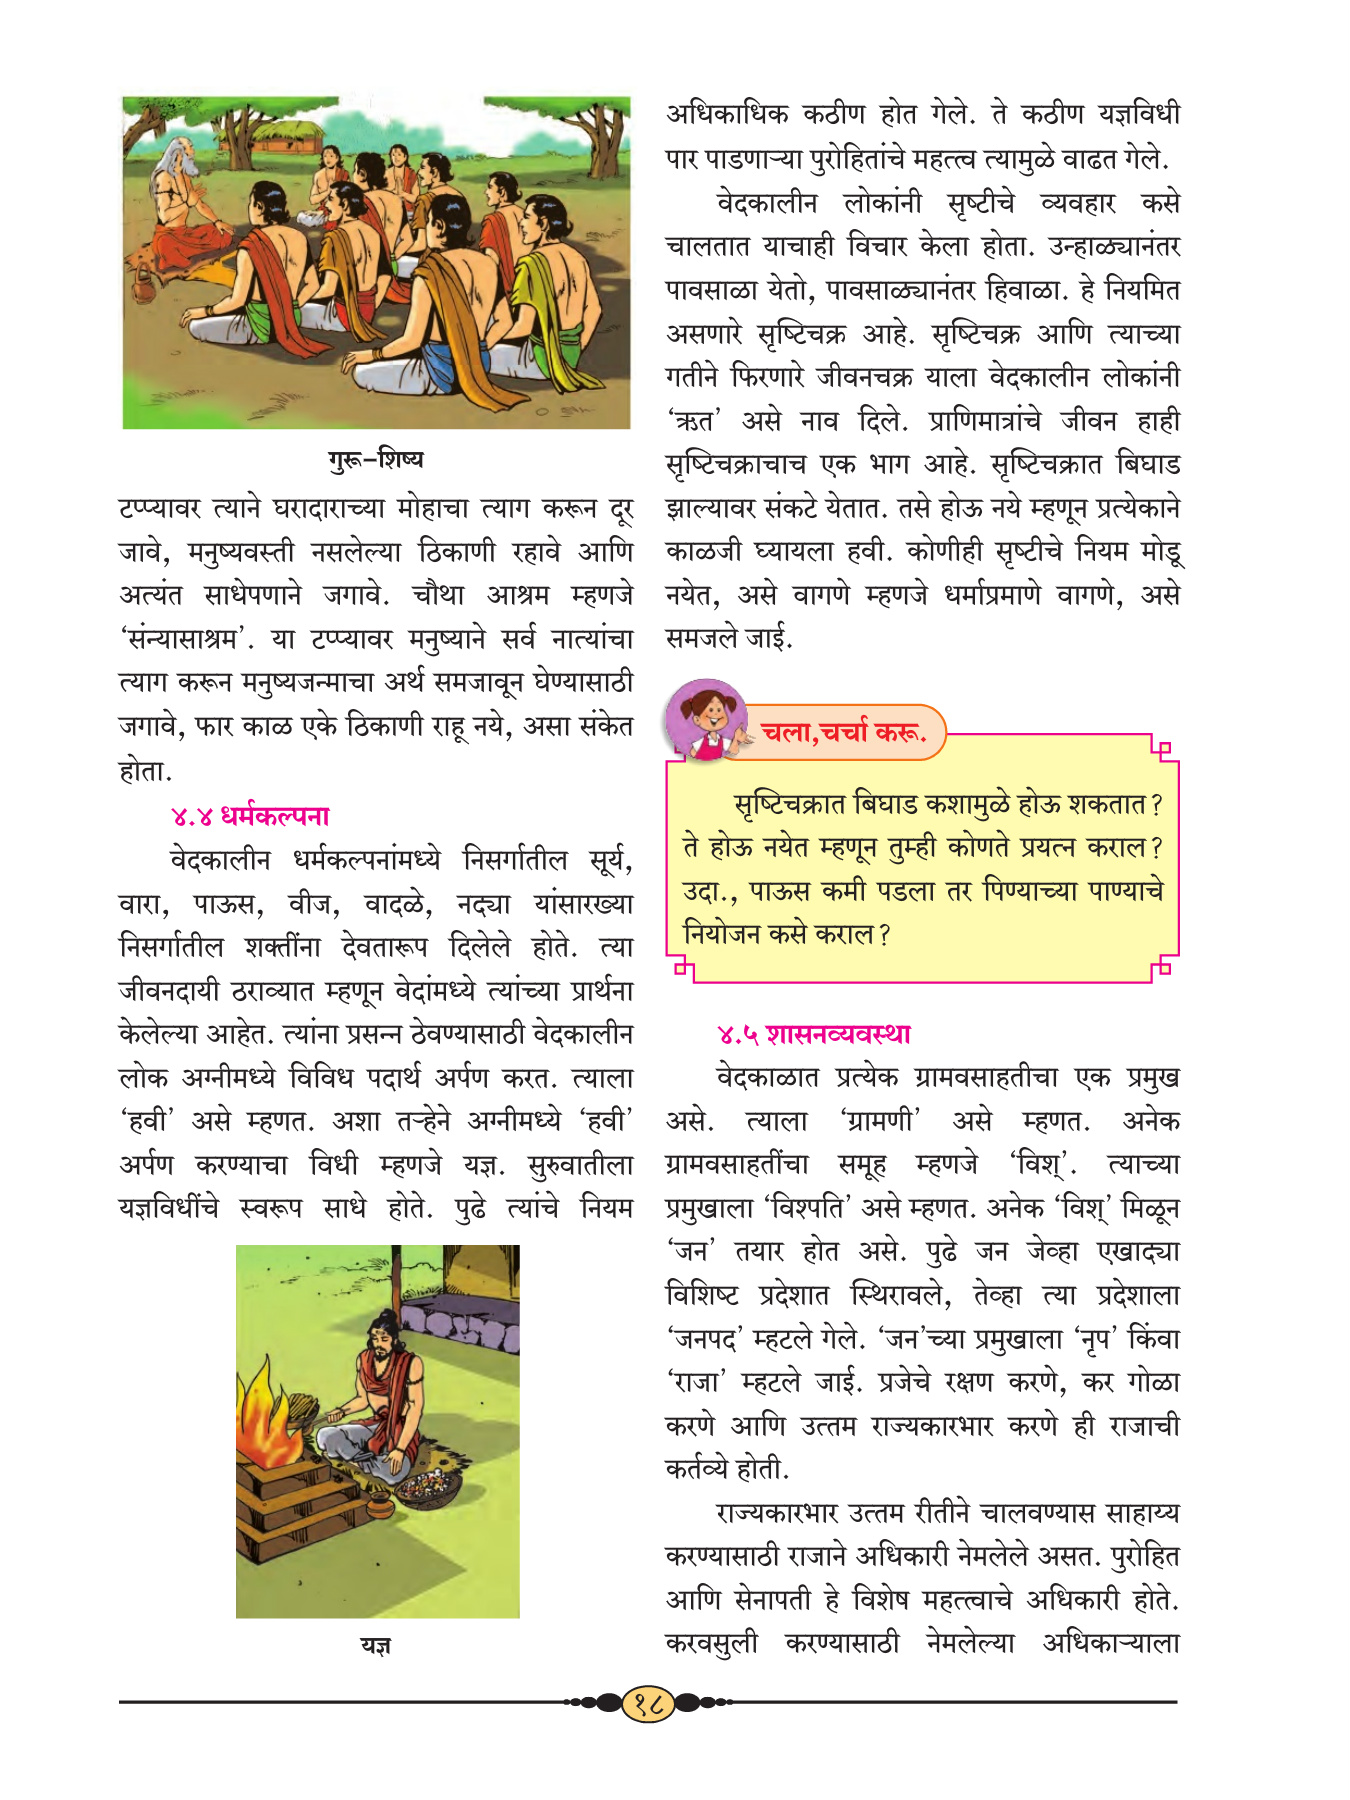 गुरू–शिष्य
टप्प्यावर त्याने घरादाराच्या मोहाचा त्याग करून दूर
जावे, मनुष्यवस्ती नसलेल्या ठिकाणी रहावे आणि
अत्यंत साधेपणाने जगावे. चौथा आश्रम म्हणजे
‘संन्यासाश्रम’. या टप्प्यावर मनुष्याने सर्व नात्यांचा
त्याग करून मनुष्यजन्माचा अर्थ समजावून घेण्यासाठी
जगावे, फार काळ एके ठिकाणी राहू नये, असा संकेत
होता.
४.४ धर्मकल्पना
वेदकालीन धर्मकल्पनांमध्ये निसर्गातील सूर्य,
वारा, पाऊस, वीज, वादळे, नद्या यांसारख्या
निसर्गातील शक्तींना देवतारूप दिलेले होते. त्या
जीवनदायी ठराव्यात म्हणून वेदांमध्ये त्यांच्या प्रार्थना
केलेल्या आहेत. त्यांना प्रसन्न ठेवण्यासाठी वेदकालीन
लोक अग्नीमध्ये विविध पदार्थ अर्पण करत. त्याला
‘हवी’ असे म्हणत. अशा तऱ्हेने अग्नीमध्ये ‘हवी’
अर्पण करण्याचा विधी म्हणजे यज्ञ. सुरुवातीला
यज्ञविधींचे स्वरूप साधे होते. पुढे त्यांचे नियम
यज्ञ
अधिकाधिक कठीण होत गेले. ते कठीण यज्ञविधी
पार पाडणाऱ्या पुरोहितांचे महत्त्व त्यामुळे वाढत गेले.
वेदकालीन लोकांनी सृष्टीचे व्यवहार कसे
चालतात याचाही विचार केला होता. उन्हाळ्यानंतर
पावसाळा येतो, पावसाळ्यानंतर हिवाळा. हे नियमित
असणारे सृष्टिचक्र आहे. सृष्टिचक्र आणि त्याच्या
गतीने फिरणारे जीवनचक्र याला वेदकालीन लोकांनी
‘ऋत’ असे नाव दिले. प्राणिमात्रांचे जीवन हाही
सृष्टिचक्राचाच एक भाग आहे. सृष्टिचक्रात बिघाड
झाल्यावर संकटे येतात. तसे होऊ नये म्हणून प्रत्येकाने
काळजी घ्यायला हवी. कोणीही सृष्टीचे नियम मोडू
नयेत, असे वागणे म्हणजे धर्माप्रमाणे वागणे, असे
समजले जाई.
चला,चर्चा करू.
सृष्टिचक्रात बिघाड कशामुळे होऊ शकतात?
ते होऊ नयेत म्हणून तुम्ही कोणते प्रयत्न कराल?
उदा., पाऊस कमी पडला तर पिण्याच्या पाण्याचे
नियोजन कसे कराल?
४.५ शासनव्यवस्था
वेदकाळात प्रत्येक ग्रामवसाहतीचा एक प्रमुख
असे. त्याला ‘ग्रामणी’ असे म्हणत. अनेक
ग्रामवसाहतींचा समूह म्हणजे ‘विश्’. त्याच्या
प्रमुखाला ‘विश्पति’ असे म्हणत. अनेक ‘विश्’ मिळून
‘जन’ तयार होत असे. पुढे जन जेव्हा एखाद्या
विशिष्ट प्रदेशात स्थिरावले, तेव्हा त्या प्रदेशाला
‘जनपद’ म्हटले गेले. ‘जन’च्या प्रमुखाला ‘नृप’ किंवा
‘राजा’ म्हटले जाई. प्रजेचे रक्षण करणे, कर गोळा
करणे आणि उत्तम राज्यकारभार करणे ही राजाची
कर्तव्ये होती.
राज्यकारभार उत्तम रीतीने चालवण्यास साहाय्य
करण्यासाठी राजाने अधिकारी नेमलेले असत. पुरोहित
आणि सेनापती हे विशेष महत्त्वाचे अधिकारी होते.
करवसुली करण्यासाठी नेमलेल्या अधिकाऱ्याला
१८